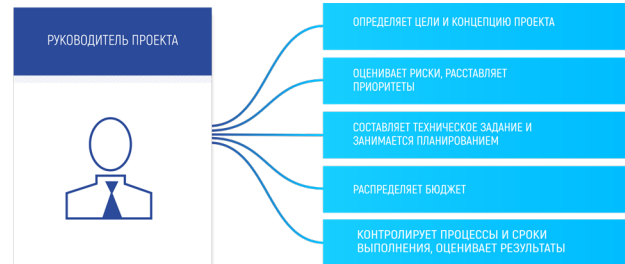 РУКОВОДИТЕЛЬ ПРОЕКТА
ОПРЕДЕЛЯЕТ ЦЕЛИ И КОНЦЕПЦИЮ ПРОЕКТА
ОЦЕНИВАЕТ РИСКИ, РАССТАВЛЯЕТ
ПРИОРИТЕТЫ
СОСТАВЛЯЕТ ТЕХНИЧЕСКОЕ ЗАДАНИЕ И
ЗАНИМАЕТСЯ ПЛАНИРОВАНИЕМ
РАСПРЕДЕЛЯЕТ БЮДЖЕТ
КОНТРОЛИРУЕТ ПРОЦЕССЫ И СРОКИ
ВЫПОЛНЕНИЯ, ОЦЕНИВАЕТ РЕЗУЛЬТАТЫ